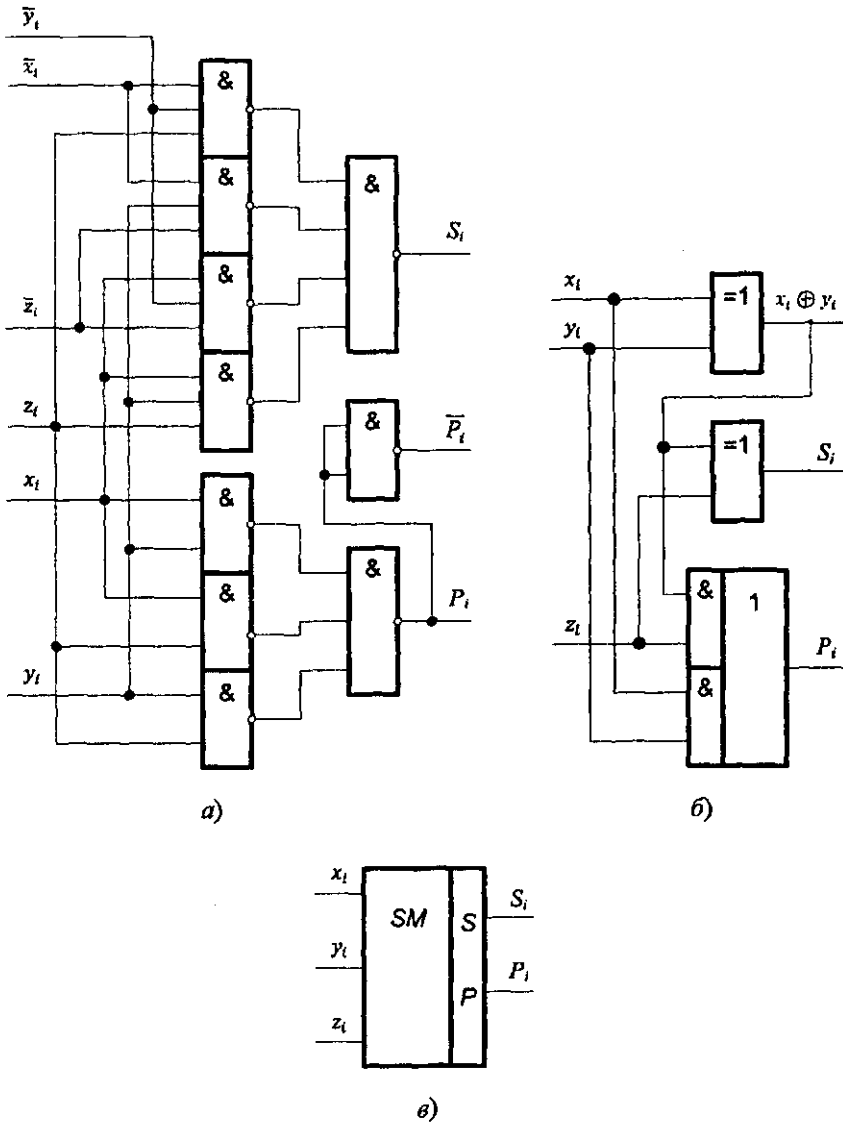 ȳᵢ
x̄ᵢ
&
&
&
&
&
Sᵢ
z̄ᵢ
zᵢ
&
P̄ᵢ
xᵢ
&
&
&
&
Pᵢ
yᵢ
а)
xᵢ
yᵢ
=1
xᵢ ⊕ yᵢ
=1
Sᵢ
zᵢ
&
&
1
Pᵢ
б)
xᵢ
yᵢ
zᵢ
SM
S
P
Sᵢ
Pᵢ
в)